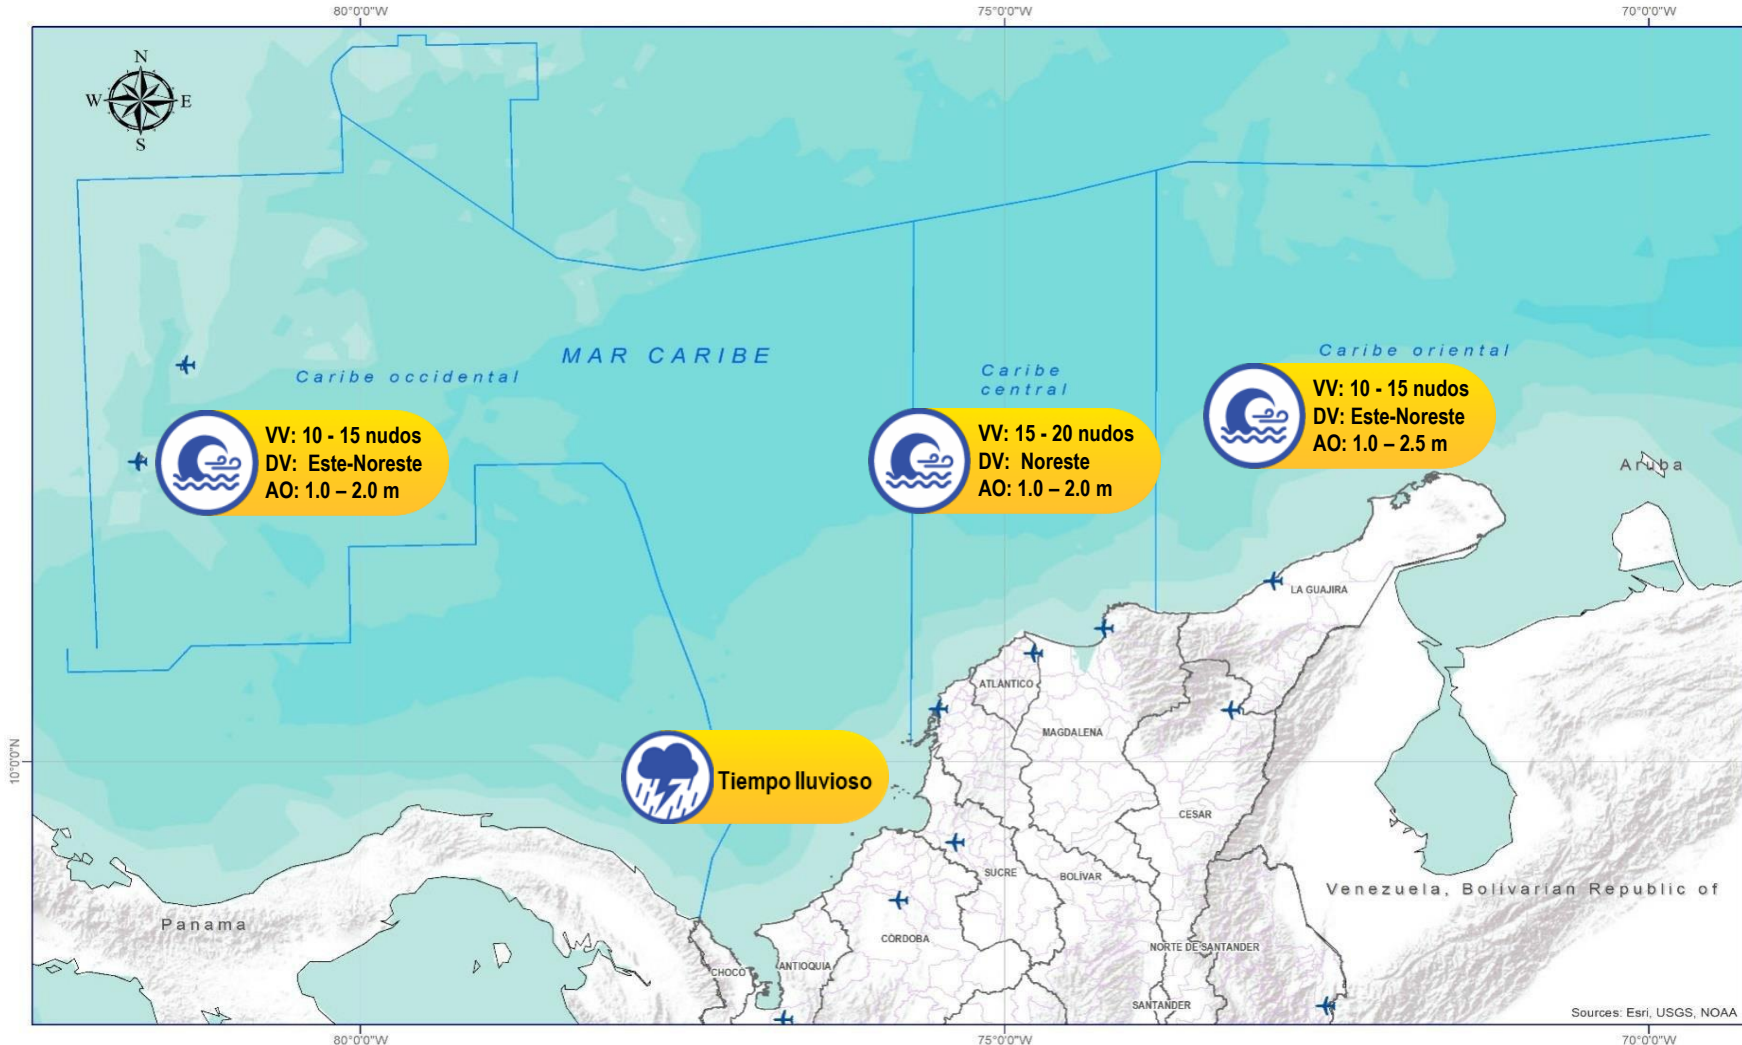 80°0'0"W
75°0'0"W
70°0'0"W
N
W
E
S
MAR CARIBE
Caribe occidental
Caribe
central
Caribe oriental
VV: 10 - 15 nudos
DV: Este-Noreste
AO: 1.0 – 2.0 m
VV: 15 - 20 nudos
DV: Noreste
AO: 1.0 – 2.0 m
VV: 10 - 15 nudos
DV: Este-Noreste
AO: 1.0 – 2.5 m
Aruba
LA GUAJIRA
ATLÁNTICO
MAGDALENA
10°0'0"N
Tiempo lluvioso
CESAR
SUCRE
BOLÍVAR
Venezuela, Bolivarian Republic of
Panama
CÓRDOBA
NORTE DE SANTANDER
CHOCÓ
ANTIOQUIA
SANTANDER
Sources: Esri, USGS, NOAA
80°0'0"W
75°0'0"W
70°0'0"W